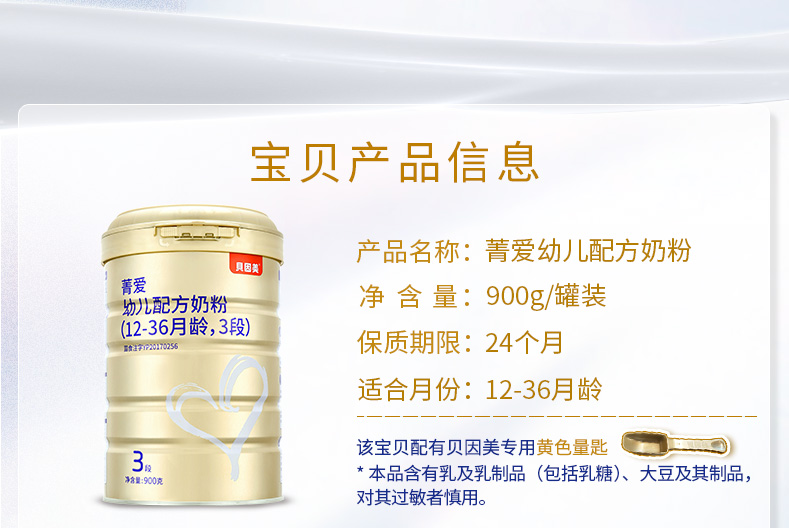 宝贝产品信息
贝因美
菁爱
幼儿配方奶粉
(12-36月龄,3段)
国食注字YP20170256
3段
净含量:900克
产品名称：菁爱幼儿配方奶粉
净 含 量：900g/罐装
保质期限：24个月
适合月份：12-36月龄
该宝贝配有贝因美专用黄色量匙
* 本品含有乳及乳制品（包括乳糖）、大豆及其制品，
对其过敏者慎用。